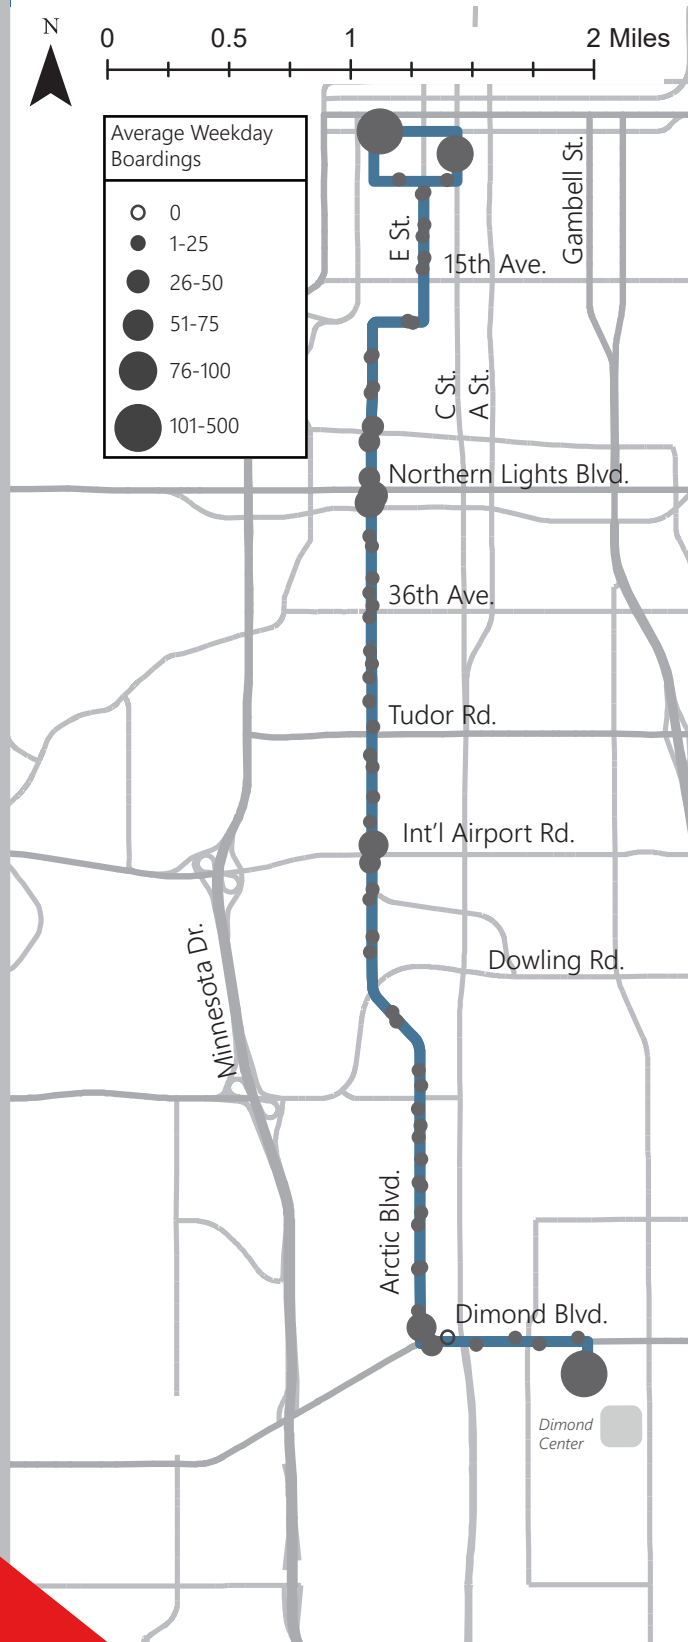 N
0 0.5 1 2 Miles
Average Weekday
Boardings
0
1-25
26-50
51-75
76-100
101-500
E St.
Gambell St.
15th Ave.
C St.
A St.
Northern Lights Blvd.
36th Ave.
Tudor Rd.
Int'l Airport Rd.
Minnesota Dr.
Dowling Rd.
Arctic Blvd.
Dimond Blvd.
Dimond
Center